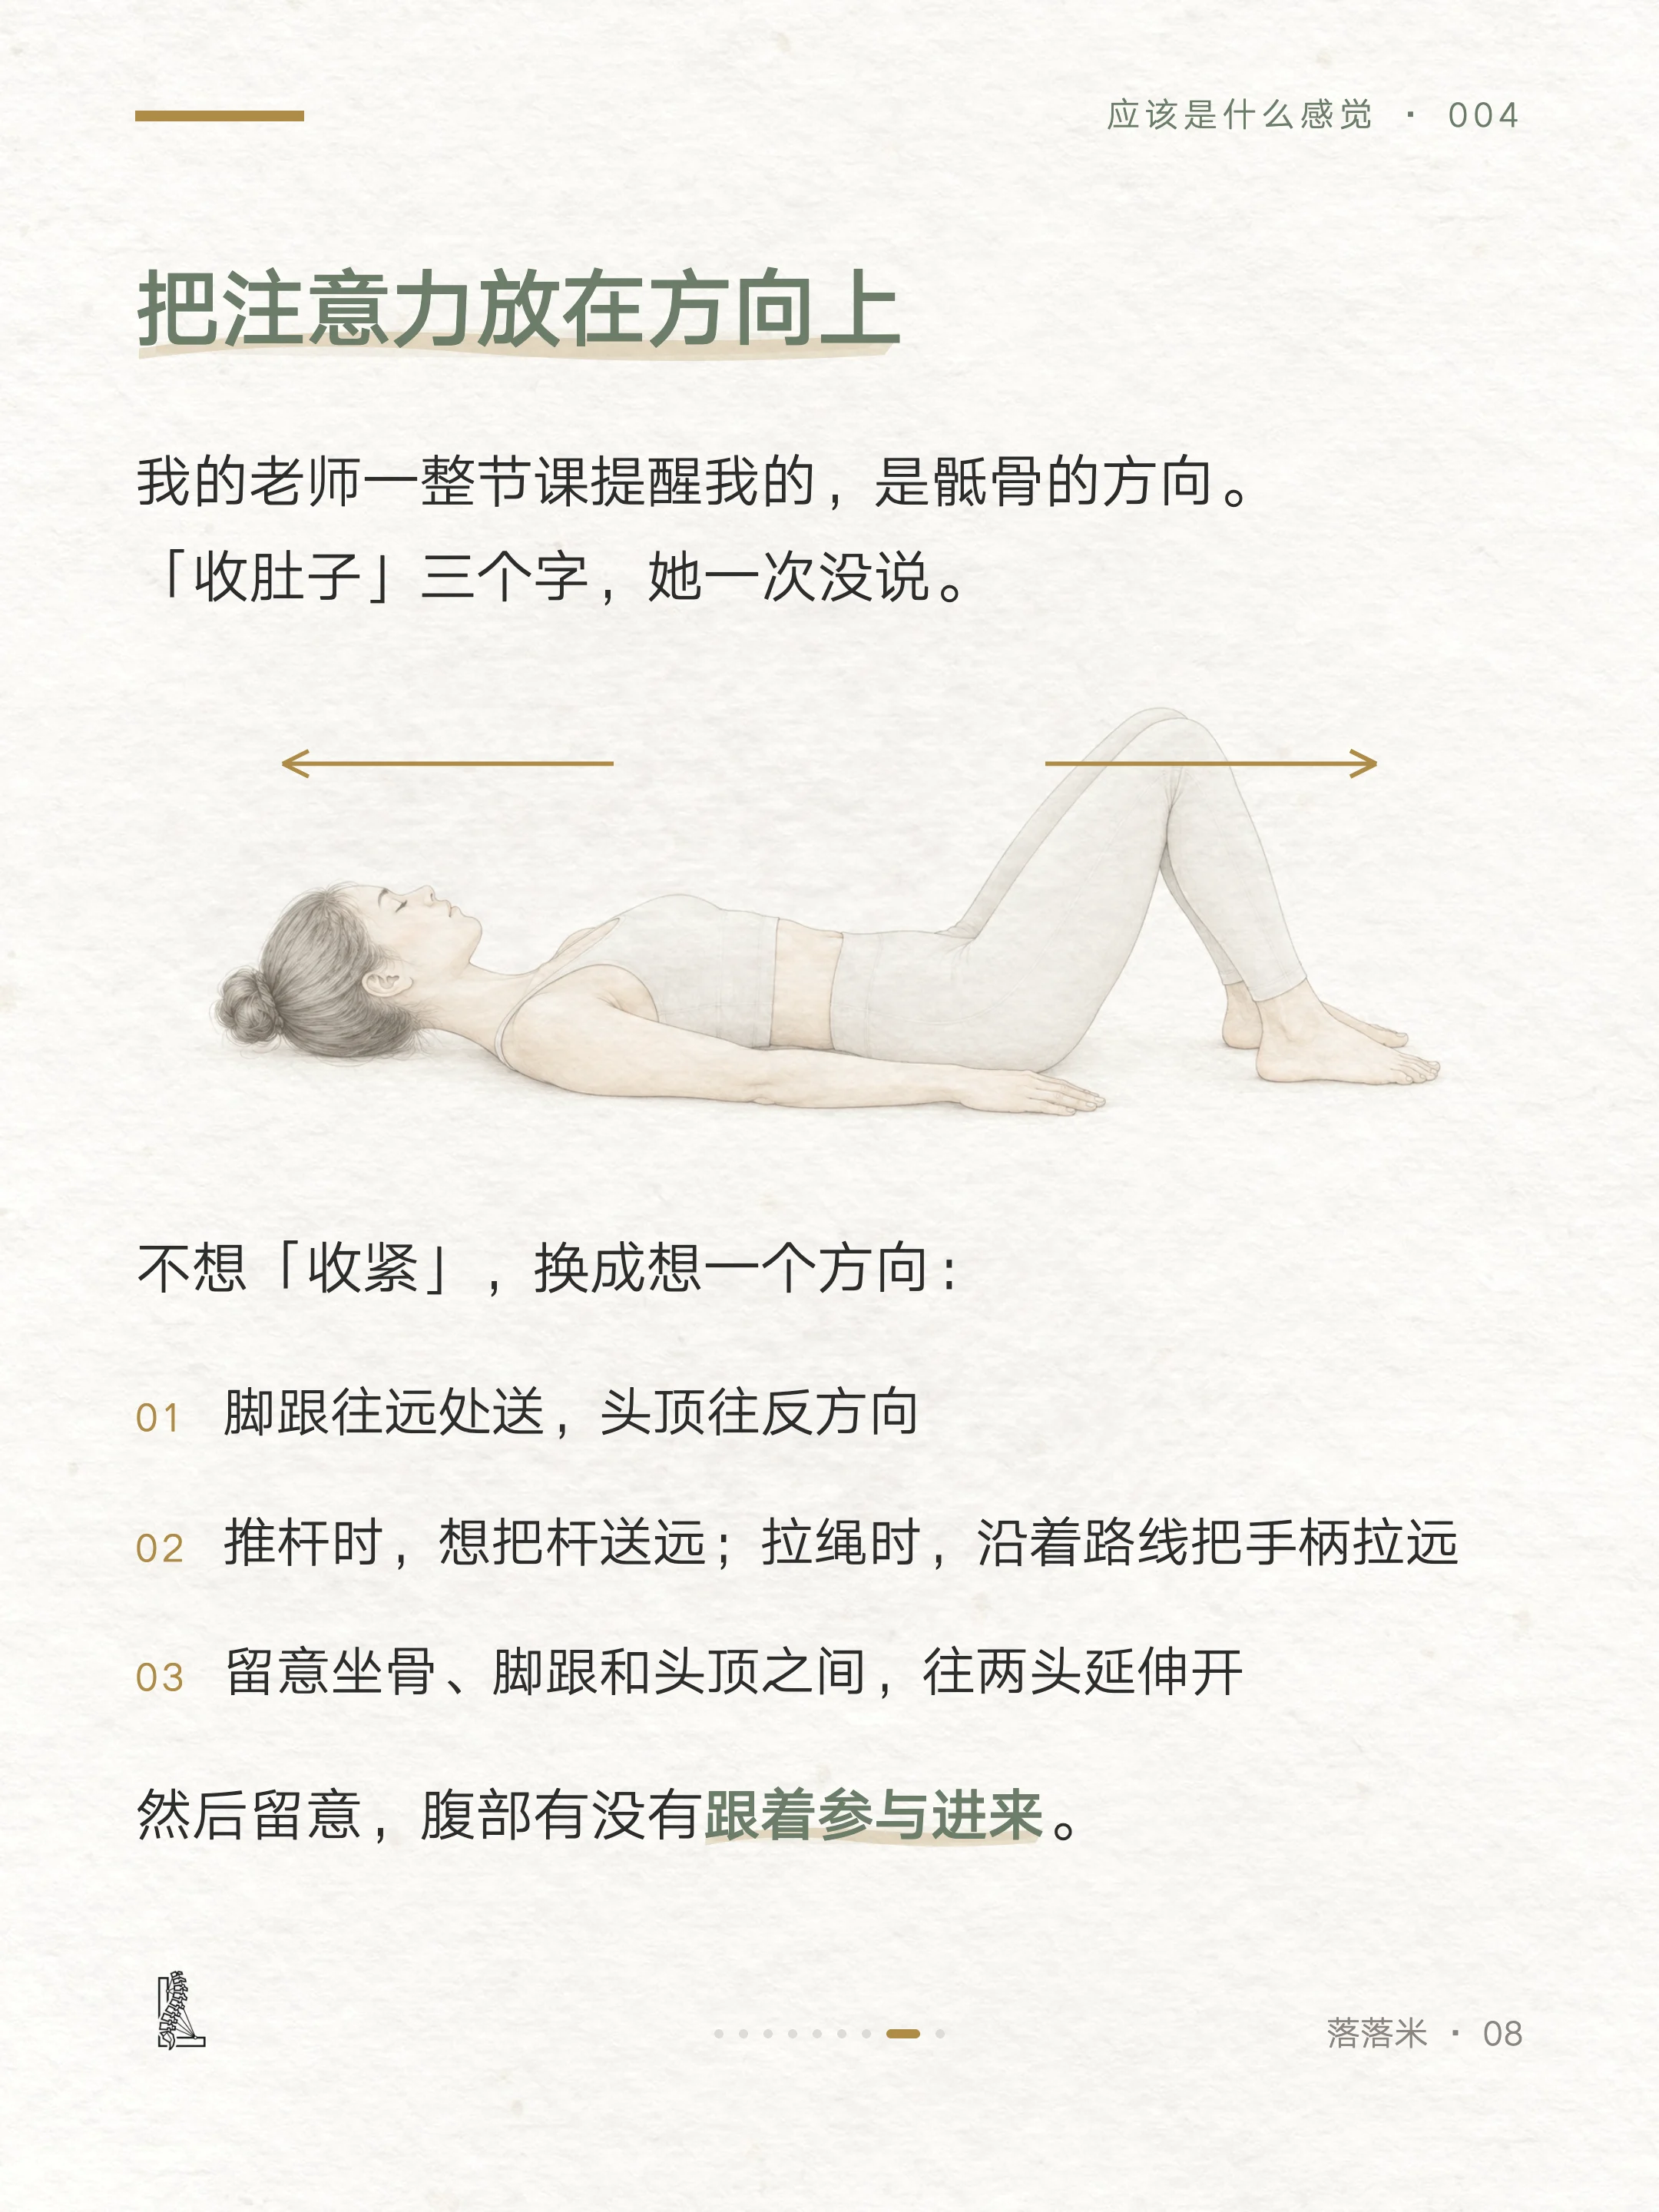 应该是什么感觉 · 004
把注意力放在方向上
我的老师一整节课提醒我的，是骶骨的方向。
「收肚子」三个字，她一次没说。
不想「收紧」，换成想一个方向：
01 脚跟往远处送，头顶往反方向
02 推杆时，想把杆送远；拉绳时，沿着路线把手柄拉远
03 留意坐骨、脚跟和头顶之间，往两头延伸开
然后留意，腹部有没有跟着参与进来。
落落米 · 08